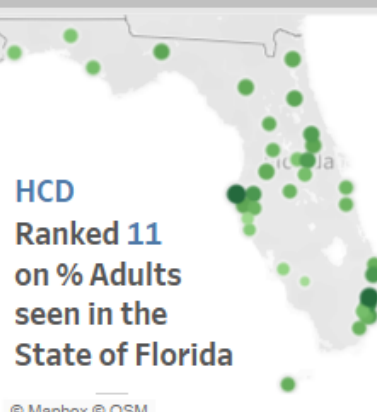 HCD
Ranked 11
on % Adults
seen in the
State of Florida
© Mapbox © OSM